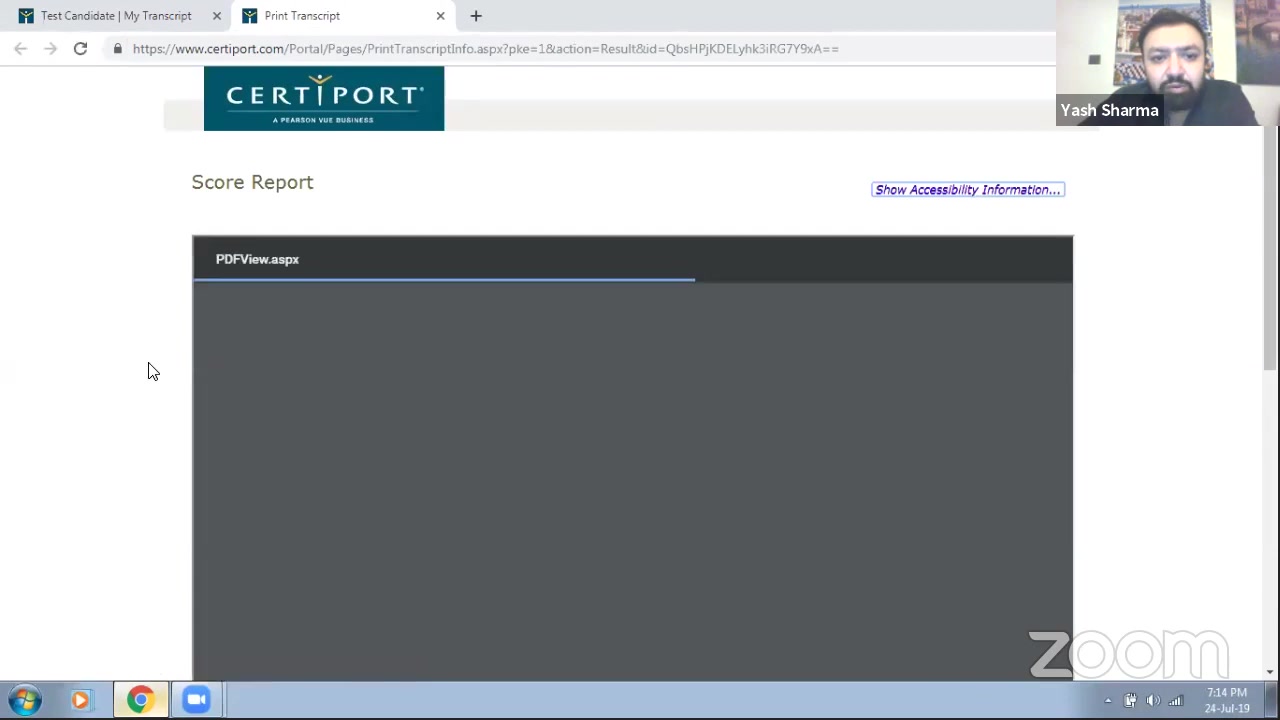 Test Candidate | My Transcript
Print Transcript
https://www.certiport.com/Portal/Pages/PrintTranscriptInfo.aspx?pke=1&action=Result&id=QbsHPjKDELyhk3iRG7Y9xA==
CERTIPORT®
A PEARSON VUE BUSINESS
Yash Sharma
Score Report
Show Accessibility Information...
PDFView.aspx
zoom
7:14 PM
24-Jul-19